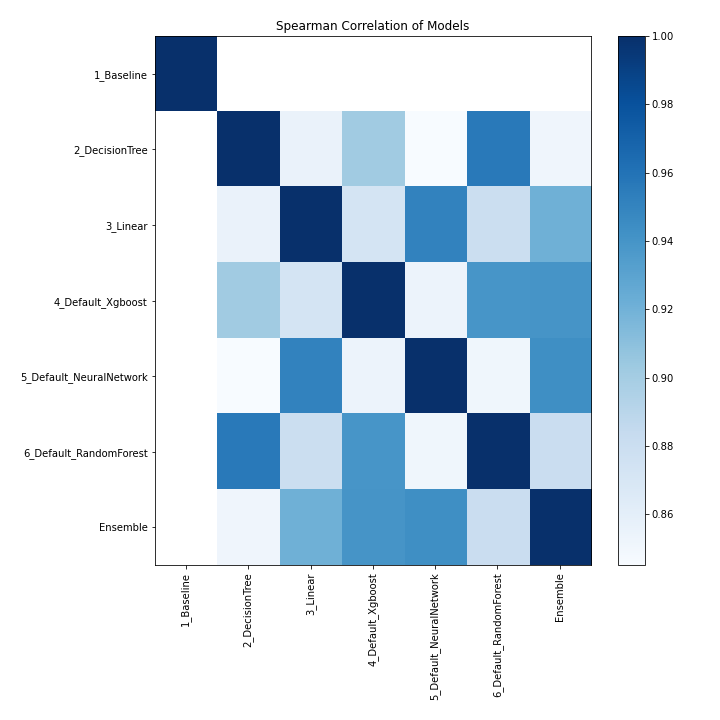 Spearman Correlation of Models
1_Baseline
2_DecisionTree
3_Linear
4_Default_Xgboost
5_Default_NeuralNetwork
6_Default_RandomForest
Ensemble
1_Baseline
2_DecisionTree
3_Linear
4_Default_Xgboost
5_Default_NeuralNetwork
6_Default_RandomForest
Ensemble
1.00
0.98
0.96
0.94
0.92
0.90
0.88
0.86